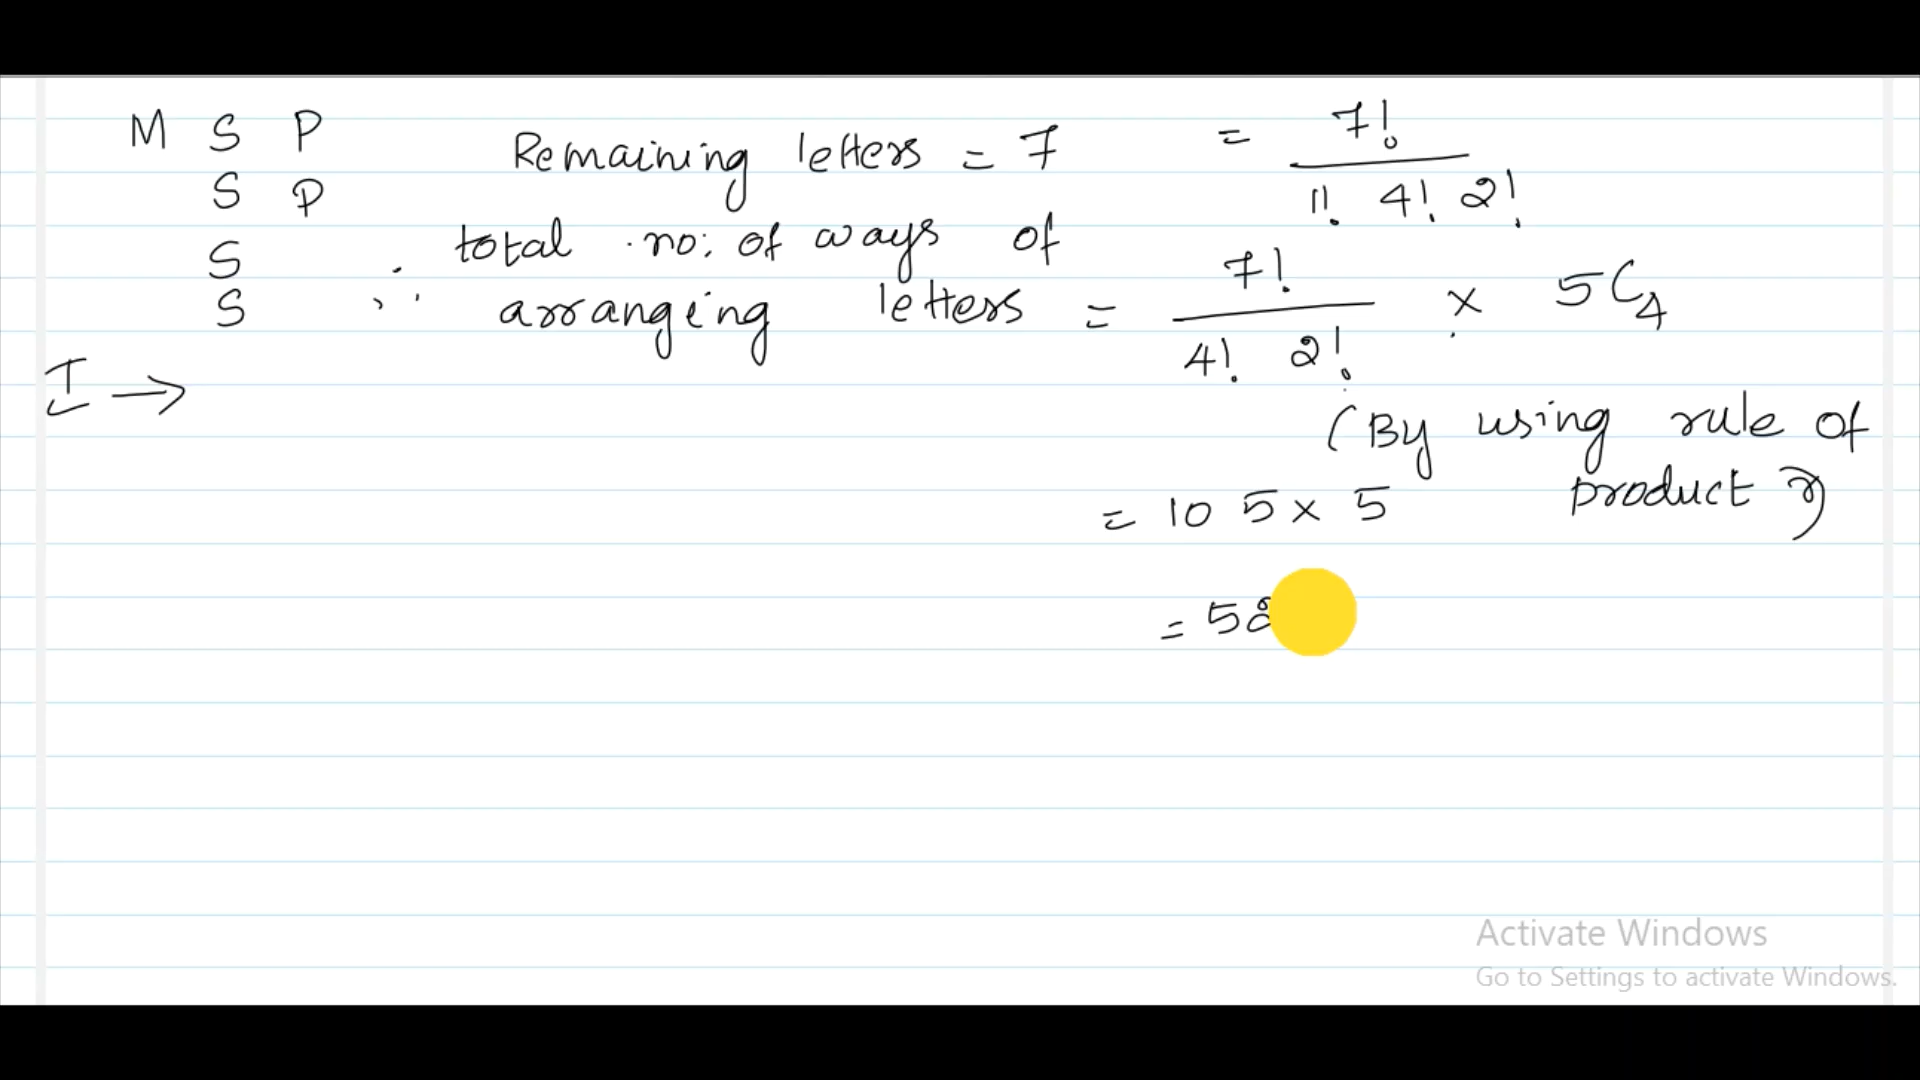 M S P Remaining letters = 7 = 7! / 1! 4! 2!
S P
total no: of ways of
S
S ∴ arranging letters = 7! / 4! 2! × 5C4
I →
(By using rule of
product)
= 105 × 5
= 5
Activate Windows
Go to Settings to activate Windows.